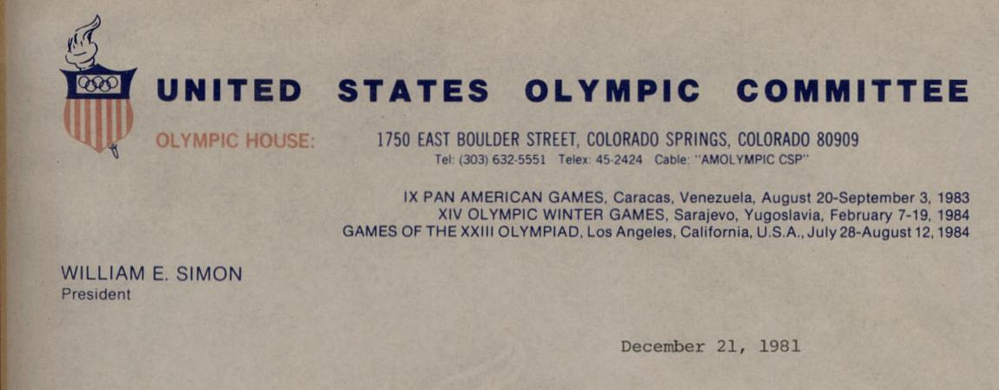 UNITED STATES OLYMPIC COMMITTEE
OLYMPIC HOUSE: 1750 EAST BOULDER STREET, COLORADO SPRINGS, COLORADO 80909
Tel: (303) 632-5551 Telex: 45-2424 Cable: "AMOLYMPIC CSP"
IX PAN AMERICAN GAMES, Caracas, Venezuela, August 20-September 3, 1983
XIV OLYMPIC WINTER GAMES, Sarajevo, Yugoslavia, February 7-19, 1984
GAMES OF THE XXIII OLYMPIAD, Los Angeles, California, U.S.A., July 28-August 12, 1984
WILLIAM E. SIMON
President
December 21, 1981